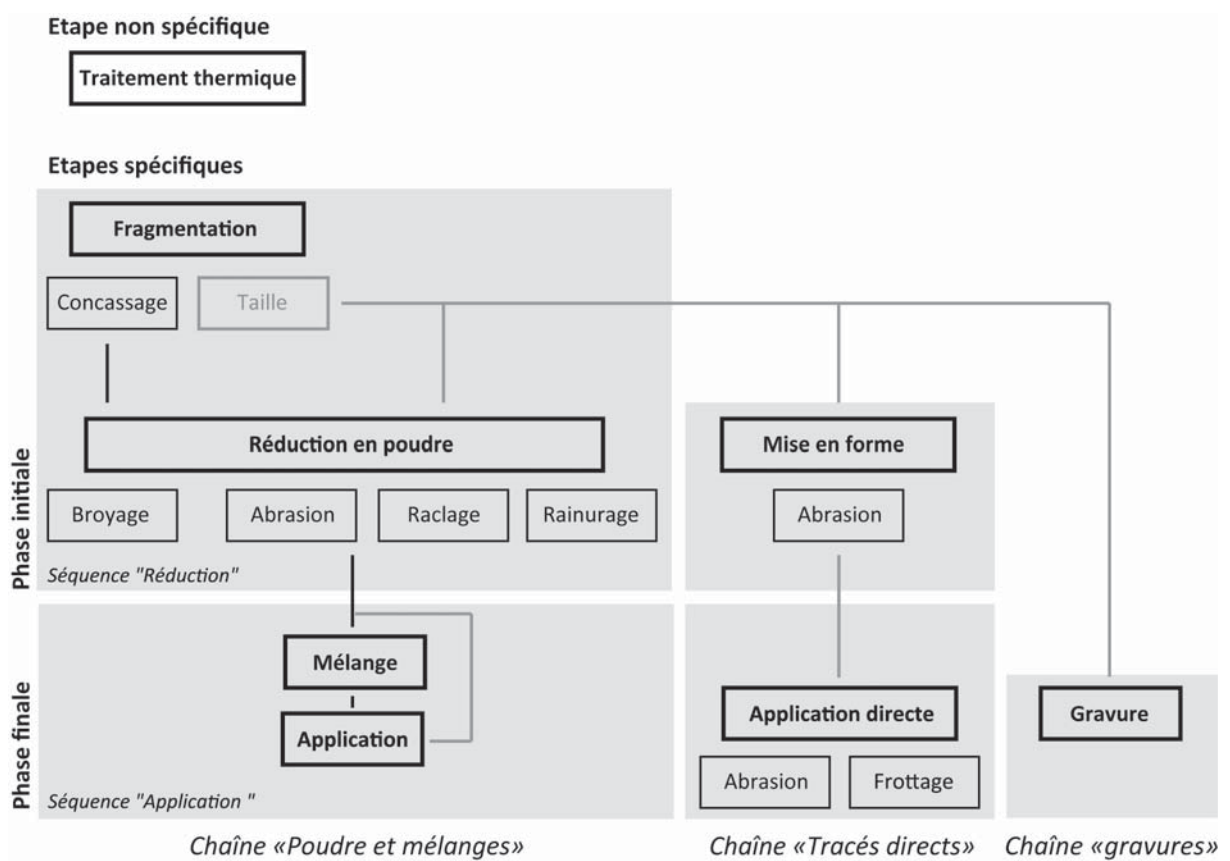 Etape non spécifique
Traitement thermique
Etapes spécifiques
Fragmentation
Concassage
Taille
Réduction en poudre
Mise en forme
Broyage
Abrasion
Raclage
Rainurage
Abrasion
Phase initiale
Séquence "Réduction"
Mélange
Application
Application directe
Gravure
Abrasion
Frottage
Phase finale
Séquence "Application "
Chaîne «Poudre et mélanges»
Chaîne «Tracés directs»
Chaîne «gravures»